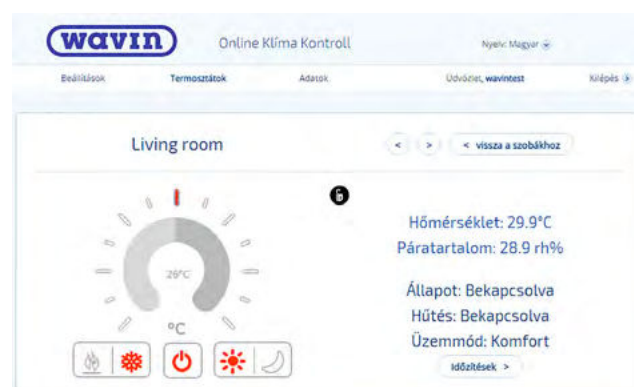 wavin
Online Klíma Kontroll
Nyelv: Magyar
Beállítások Termosztátok Adatok Üdvözlet, wavintest Kilépés
Living room
< > < vissza a szobákhoz
Hőmérséklet: 29.9°C
Páratartalom: 28.9 rh%
26°C
Állapot: Bekapcsolva
Hűtés: Bekapcsolva
°C
Üzemmód: Komfort
Időzítések >